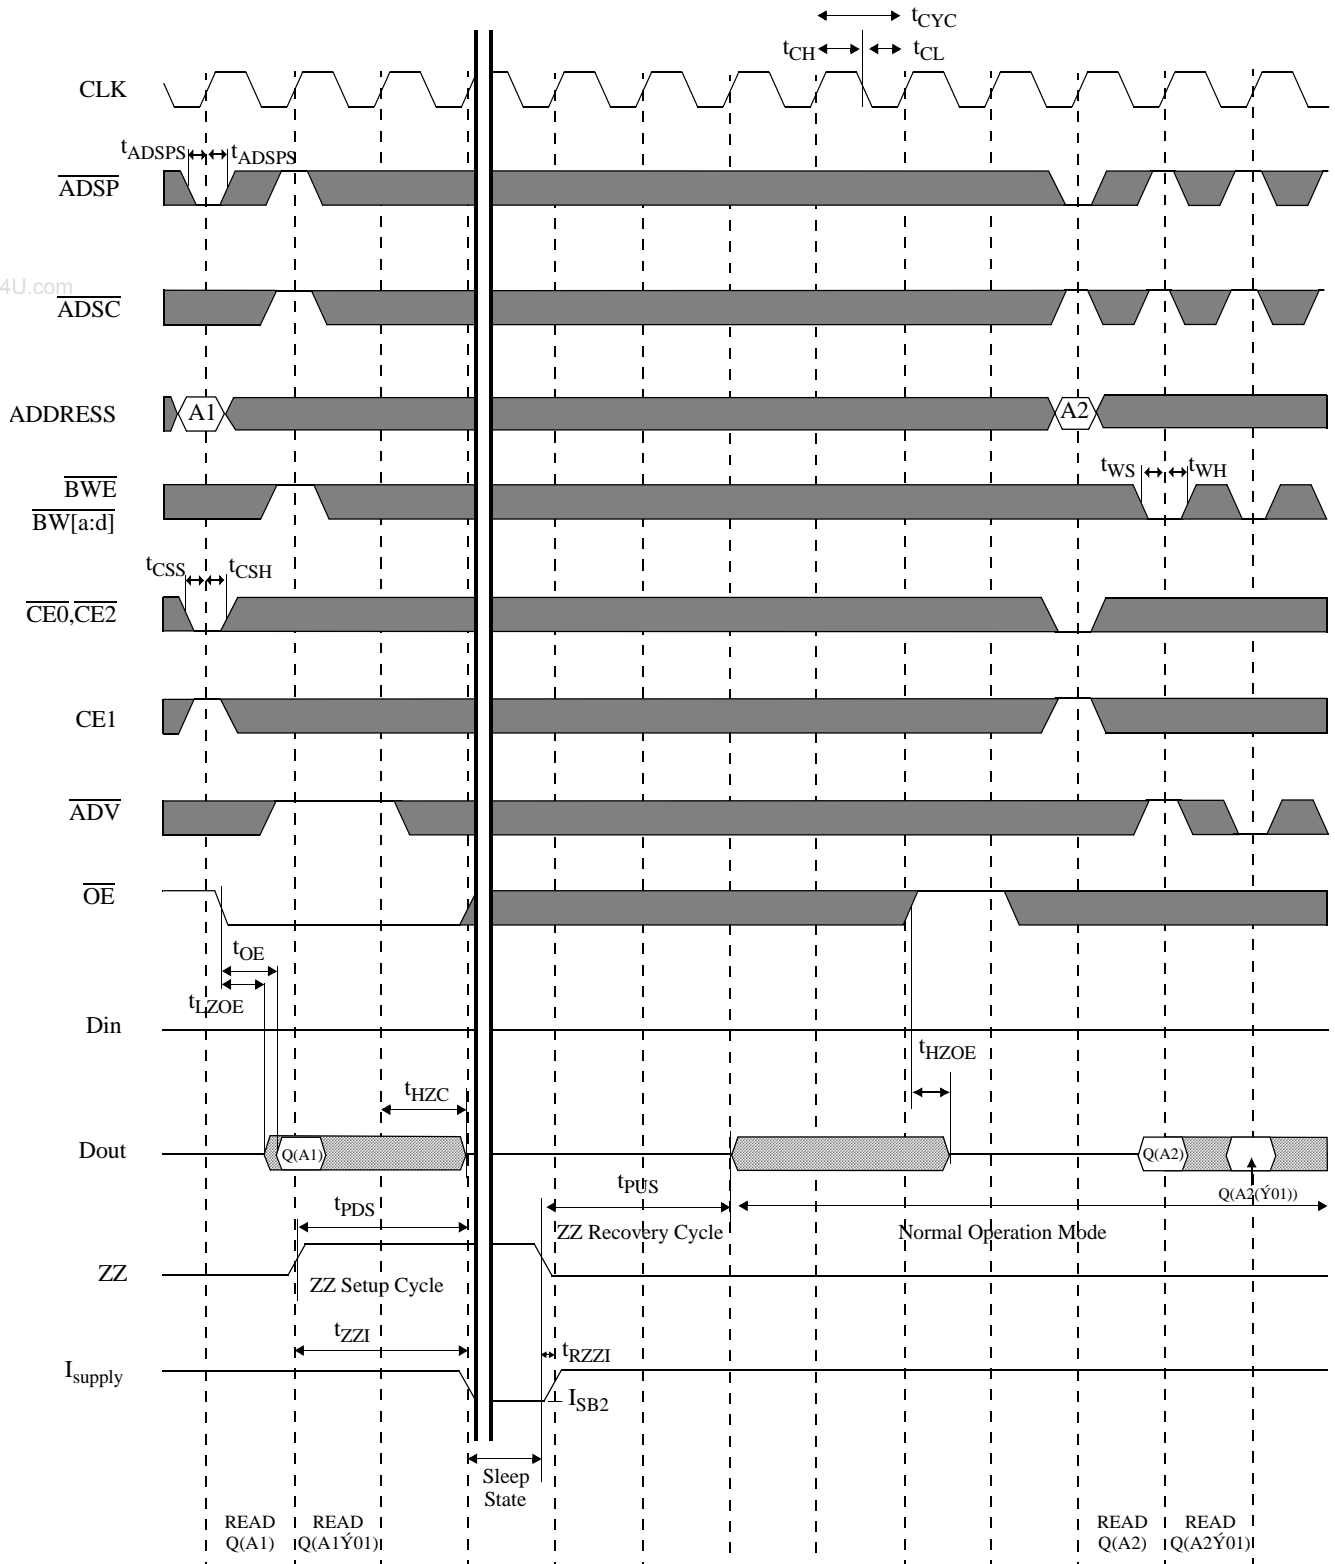 tCYC
tCH
tCL
CLK
tADSPS
tADSPS
ADSP
4U.com
ADSC
ADDRESS
A1
A2
BWE
tWS
tWH
BW[a:d]
tCSS
tCSH
CE0,CE2
CE1
ADV
OE
tOE
tLZOE
Din
tHZOE
tHZC
Dout
Q(A1)
Q(A2)
tPUS
Q(A2(Ý01))
tPDS
ZZ Recovery Cycle
Normal Operation Mode
ZZ
ZZ Setup Cycle
tZZI
tRZZI
Isupply
ISB2
Sleep
State
READ
Q(A1)
READ
Q(A1Ý01)
READ
Q(A2)
READ
Q(A2Ý01)